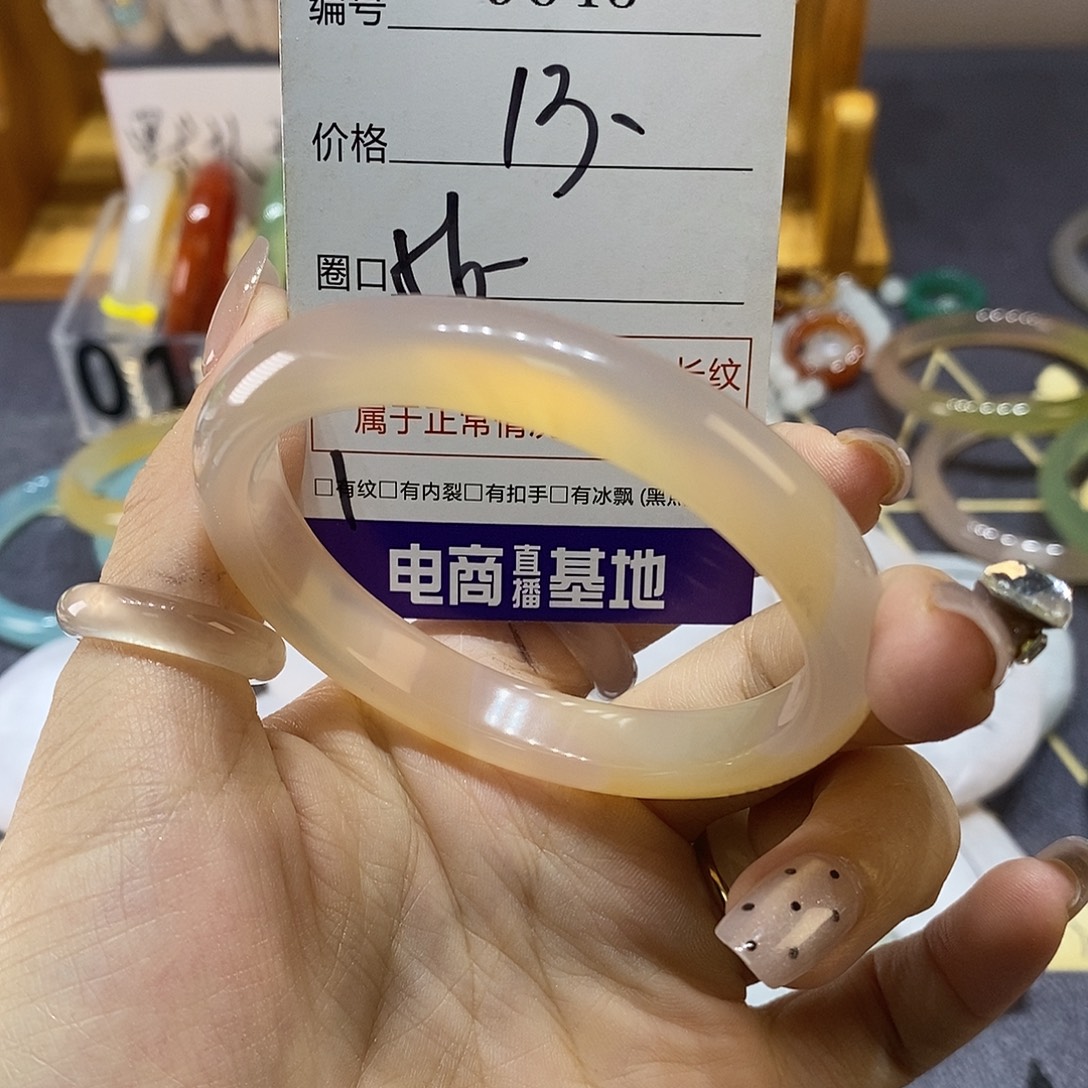 编号
价格 13.
圈口
长纹
属于正常情
□有纹□有内裂□有扣手□有冰飘(黑
电商直播基地
01